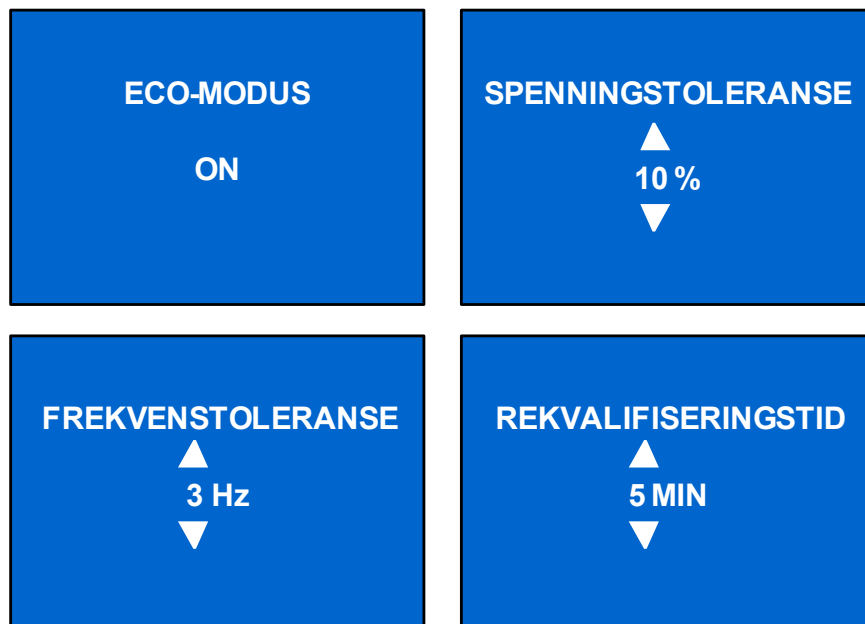 ECO-MODUS
ON
SPENNINGSTOLERANSE
10 %
FREKVENSTOLERANSE
3 Hz
REKVALIFISERINGSTID
5 MIN